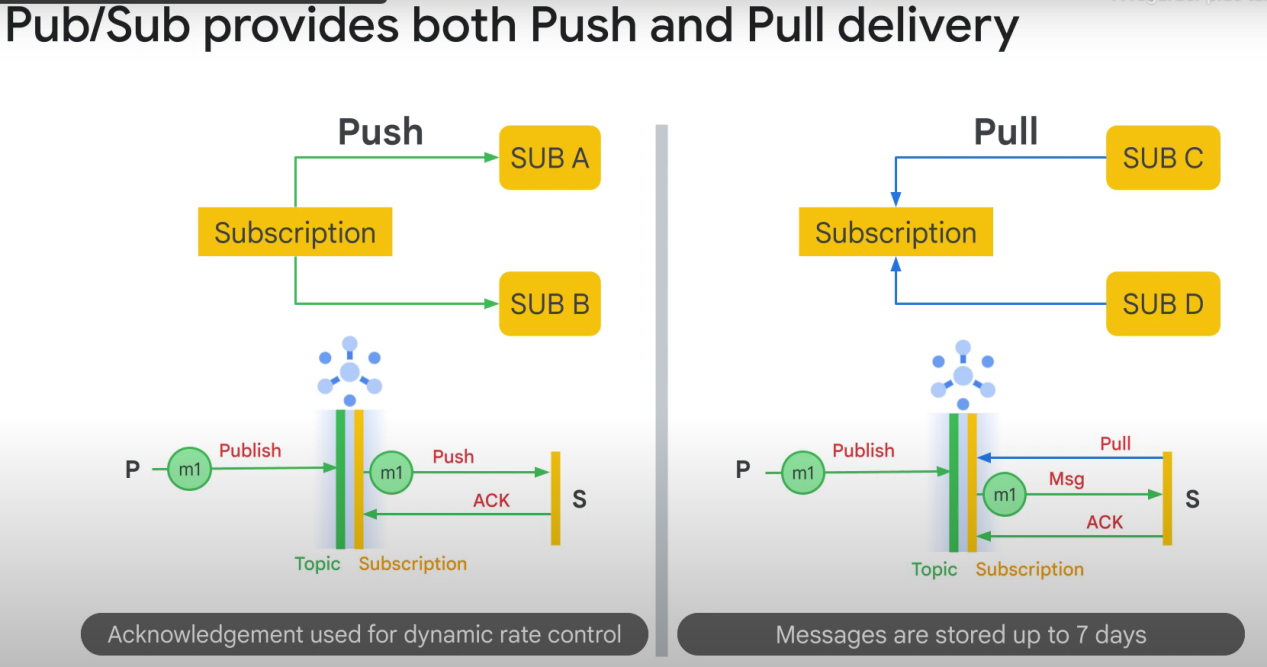 Pub/Sub provides both Push and Pull delivery
Push
SUB A
Subscription
SUB B
P
m1
Publish
m1
Push
ACK
S
Topic
Subscription
Acknowledgement used for dynamic rate control
Pull
SUB C
Subscription
SUB D
P
m1
Publish
Pull
m1
Msg
ACK
S
Topic
Subscription
Messages are stored up to 7 days